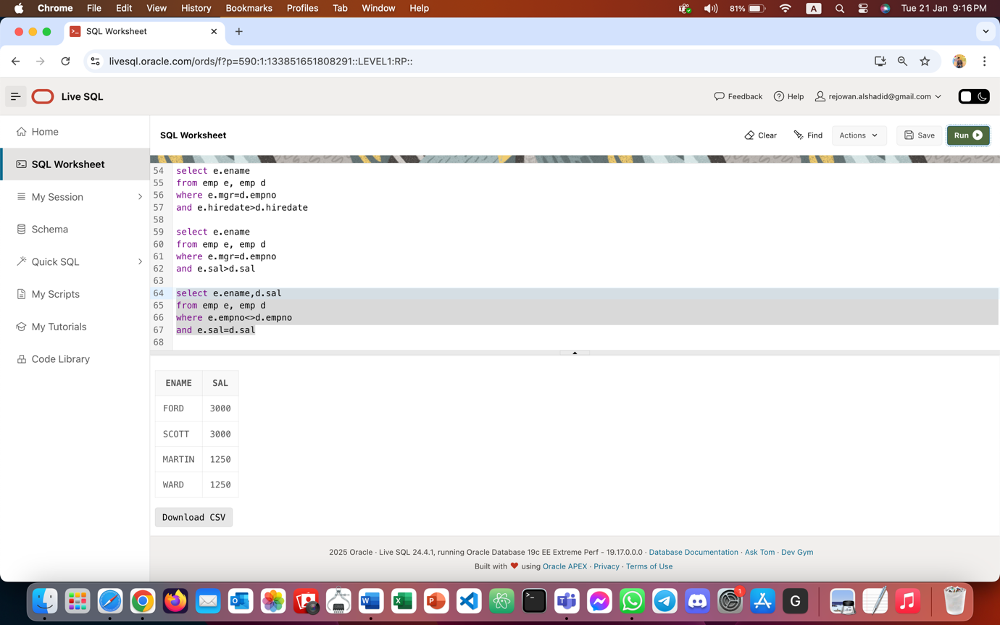 Chrome File Edit View History Bookmarks Profiles Tab Window Help 81% A Tue 21 Jan 9:16 PM
SQL Worksheet
livesql.oracle.com/ords/f?p=590:1:133851651808291::LEVEL1:RP::
Live SQL
Feedback Help rejowan.alshadid@gmail.com
Home
SQL Worksheet
My Session
Schema
Quick SQL
My Scripts
My Tutorials
Code Library
SQL Worksheet
Clear Find Actions Save Run
54 select e.ename
55 from emp e, emp d
56 where e.mgr=d.empno
57 and e.hiredate>d.hiredate
58
59 select e.ename
60 from emp e, emp d
61 where e.mgr=d.empno
62 and e.sal>d.sal
63
64 select e.ename,d.sal
65 from emp e, emp d
66 where e.empno<>d.empno
67 and e.sal=d.sal
68
ENAME SAL
FORD 3000
SCOTT 3000
MARTIN 1250
WARD 1250
Download CSV
2025 Oracle · Live SQL 24.4.1, running Oracle Database 19c EE Extreme Perf - 19.17.0.0.0 · Database Documentation · Ask Tom · Dev Gym
Built with ❤ using Oracle APEX · Privacy · Terms of Use
1
W
X
P
G